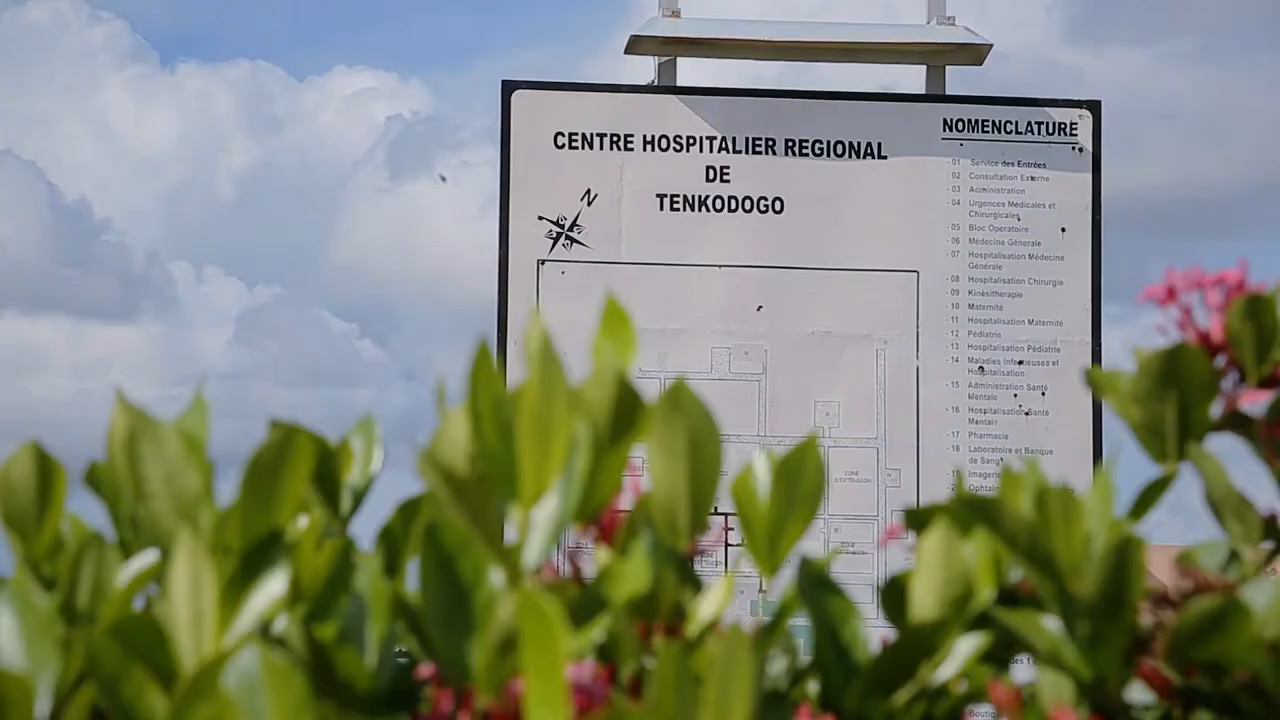 CENTRE HOSPITALIER REGIONAL
DE
TENKODOGO
N
NOMENCLATURE
- 01 Service des Entrées
- 02 Consultation Externe
- 03 Administration
- 04 Urgences Medicales et
Chirurgicales
- 05 Bloc Operatoire
- 06 Médecine Génerale
- 07 Hospitalisation Médecine
Générale
- 08 Hospitalisation Chirurgie
- 09 Kinésitherapie
- 10 Maternité
- 11 Hospitalisation Maternité
- 12 Pédiatrie
- 13 Hospitalisation Pédiatrie
- 14 Maladies Infectieuses et
Hospitalisation
- 15 Administration Santé
Mentale
- 16 Hospitalisation Santé
Mentale
- 17 Pharmacie
- 18 Laboratoire et Banque
de Sang
- 19 Imagerie
ZONE
D'EXTENSION
ZONE